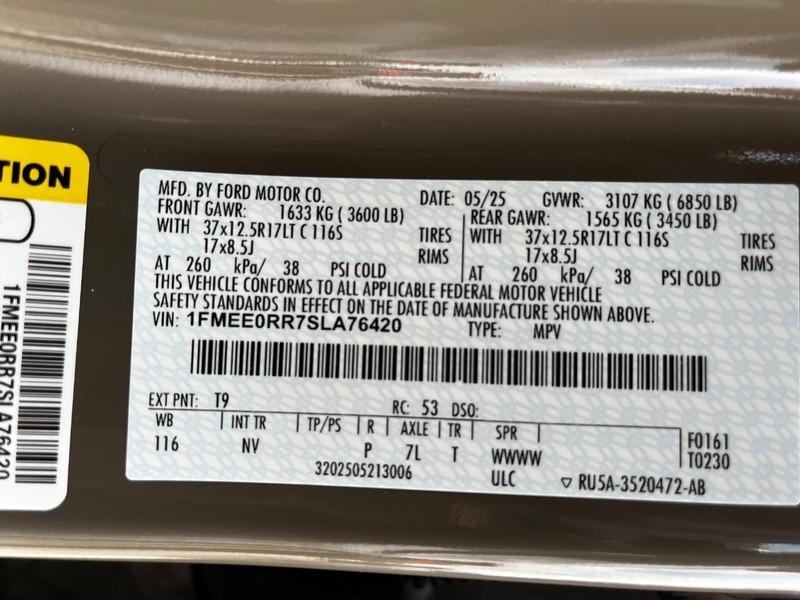 TION
1FMEE0RR7SLA76420
MFD. BY FORD MOTOR CO. DATE: 05/25 GVWR: 3107 KG ( 6850 LB)
FRONT GAWR: 1633 KG ( 3600 LB) REAR GAWR: 1565 KG ( 3450 LB)
WITH 37x12.5R17LT C 116S TIRES WITH 37x12.5R17LT C 116S TIRES
17x8.5J RIMS 17x8.5J RIMS
AT 260 kPa/ 38 PSI COLD AT 260 kPa/ 38 PSI COLD
THIS VEHICLE CONFORMS TO ALL APPLICABLE FEDERAL MOTOR VEHICLE
SAFETY STANDARDS IN EFFECT ON THE DATE OF MANUFACTURE SHOWN ABOVE.
VIN: 1FMEE0RR7SLA76420 TYPE: MPV
EXT PNT: T9 RC: 53 DSO:
WB INT TR TP/PS R AXLE TR SPR F0161
116 NV P 7L T WWWW T0230
3202505213006 ULC ▽ RU5A-3520472-AB